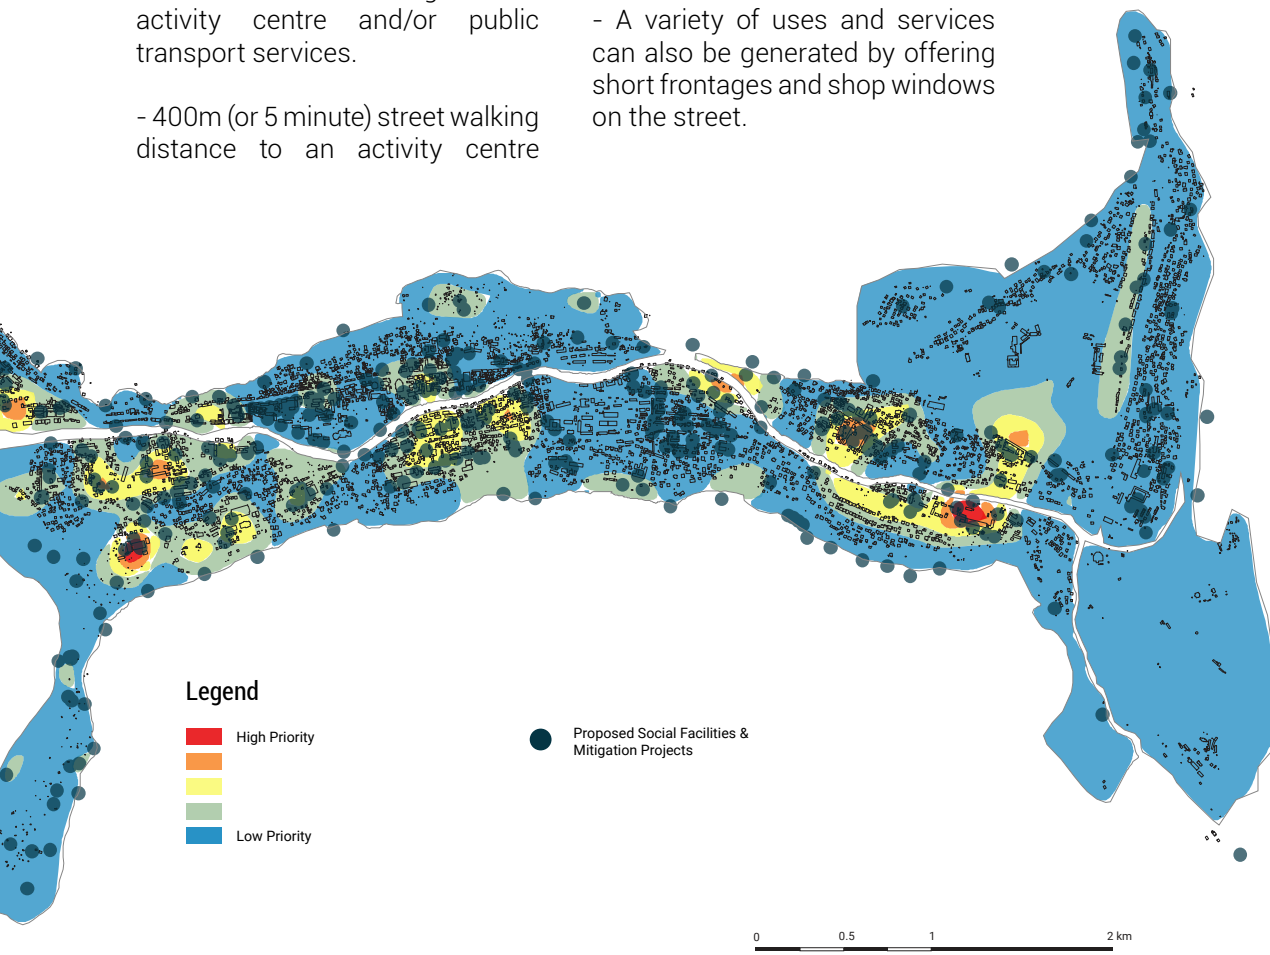 activity centre and/or public
transport services.
- 400m (or 5 minute) street walking
distance to an activity centre
- A variety of uses and services
can also be generated by offering
short frontages and shop windows
on the street.
Legend
High Priority
Low Priority
Proposed Social Facilities &
Mitigation Projects
0 0.5 1 2 km